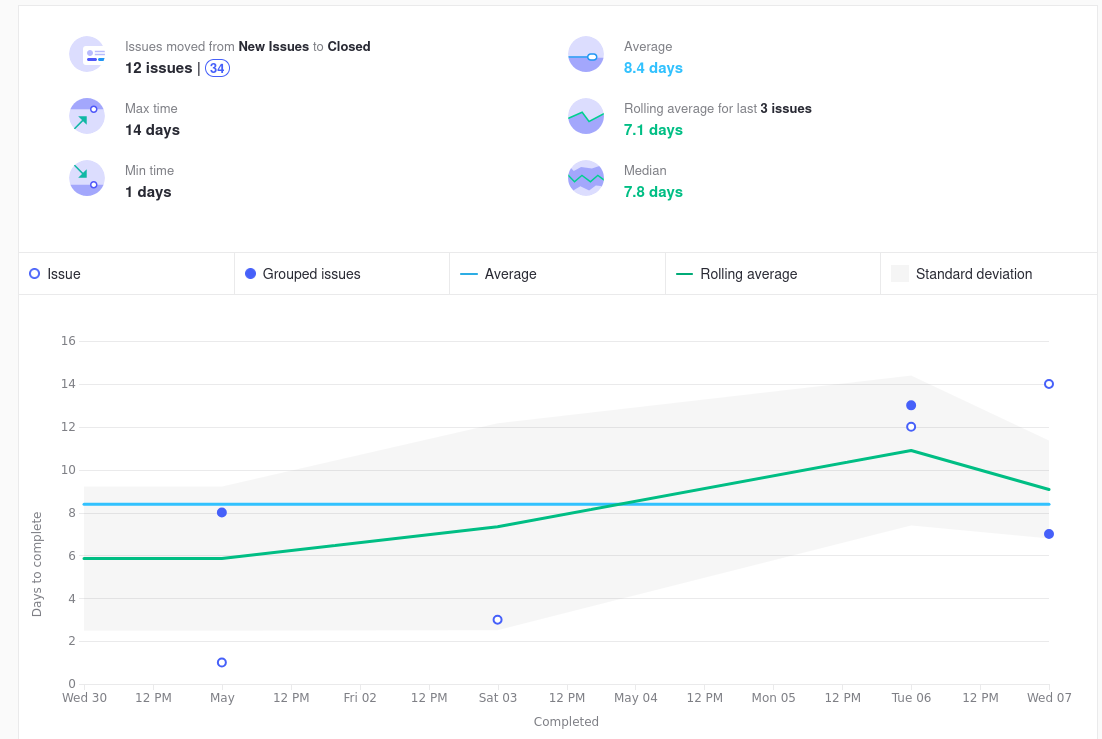 Issues moved from New Issues to Closed
12 issues | 34
Max time
14 days
Min time
1 days
Average
8.4 days
Rolling average for last 3 issues
7.1 days
Median
7.8 days
Issue
Grouped issues
Average
Rolling average
Standard deviation
Days to complete
16
14
12
10
8
6
4
2
0
Wed 30 12 PM May 12 PM Fri 02 12 PM Sat 03 12 PM May 04 12 PM Mon 05 12 PM Tue 06 12 PM Wed 07
Completed